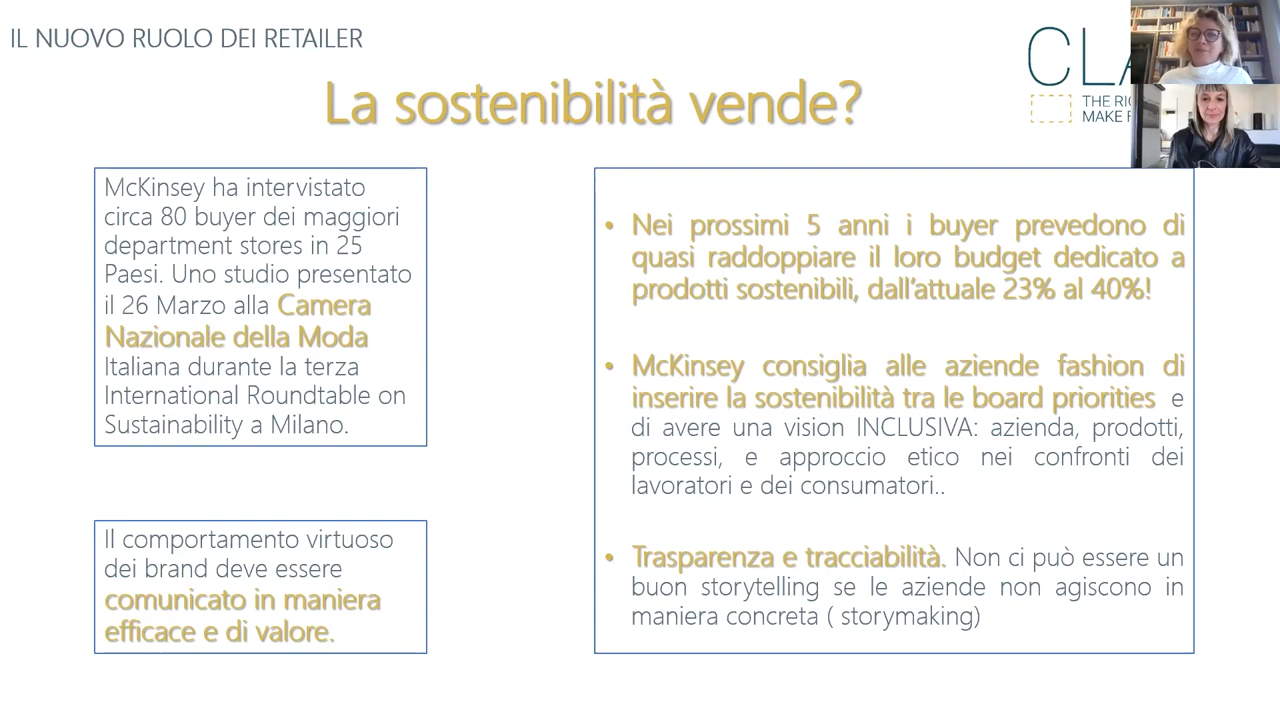 IL NUOVO RUOLO DEI RETAILER
La sostenibilità vende?
McKinsey ha intervistato
circa 80 buyer dei maggiori
department stores in 25
Paesi. Uno studio presentato
il 26 Marzo alla Camera
Nazionale della Moda
Italiana durante la terza
International Roundtable on
Sustainability a Milano.
Il comportamento virtuoso
dei brand deve essere
comunicato in maniera
efficace e di valore.
• Nei prossimi 5 anni i buyer prevedono di
quasi raddoppiare il loro budget dedicato a
prodotti sostenibili, dall'attuale 23% al 40%!
• McKinsey consiglia alle aziende fashion di
inserire la sostenibilità tra le board priorities e
di avere una vision INCLUSIVA: azienda, prodotti,
processi, e approccio etico nei confronti dei
lavoratori e dei consumatori..
• Trasparenza e tracciabilità. Non ci può essere un
buon storytelling se le aziende non agiscono in
maniera concreta ( storymaking)
THE
MAKE